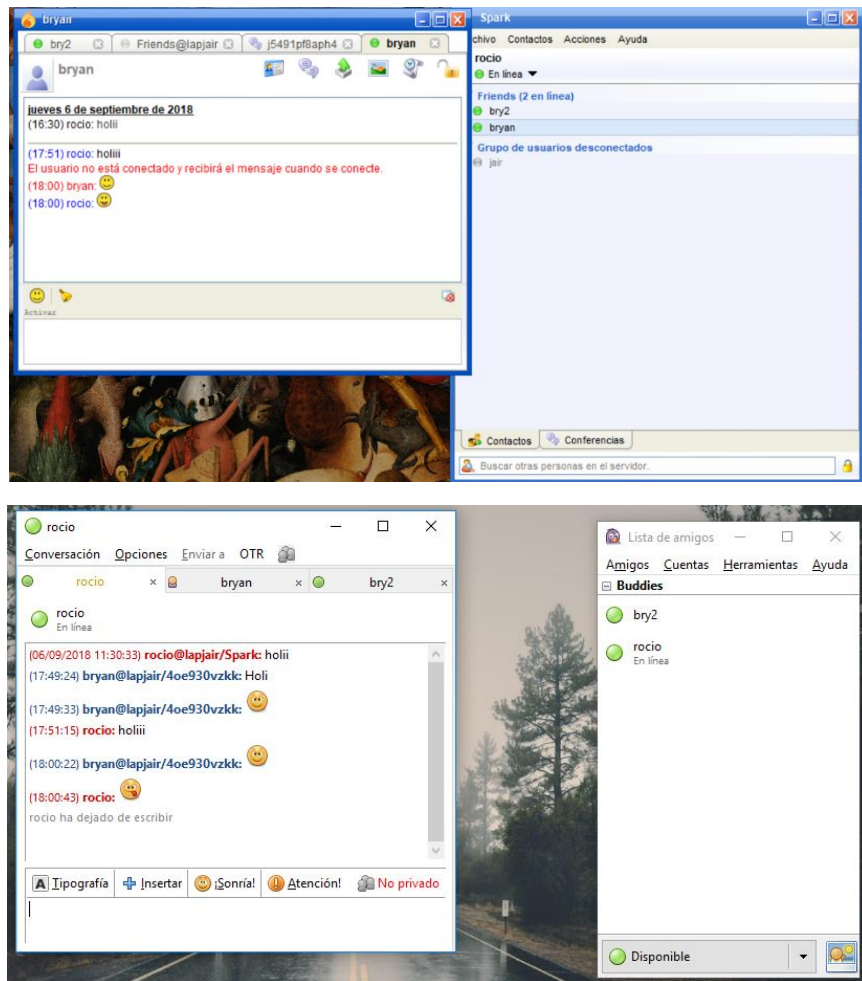 bryan
Spark
bry2 Friends@lapjair j5491pf8aph4 bryan
chivo Contactos Acciones Ayuda
bryan
rocio
En línea
jueves 6 de septiembre de 2018
(16:30) rocio: holii
(17:51) rocio: holiii
El usuario no está conectado y recibirá el mensaje cuando se conecte.
(18:00) bryan:
(18:00) rocio:
Activar
Friends (2 en línea)
bry2
bryan
Grupo de usuarios desconectados
jair
Contactos Conferencias
Buscar otras personas en el servidor.
rocio
Conversación Opciones Enviar a OTR
rocio bryan bry2
rocio
En línea
(06/09/2018 11:30:33) rocio@lapjair/Spark: holii
(17:49:24) bryan@lapjair/4oe930vzkk: Holi
(17:49:33) bryan@lapjair/4oe930vzkk:
(17:51:15) rocio: holiii
(18:00:22) bryan@lapjair/4oe930vzkk:
(18:00:43) rocio:
rocio ha dejado de escribir
A Tipografía Insertar ¡Sonría! ¡Atención! No privado
Lista de amigos
Amigos Cuentas Herramientas Ayuda
Buddies
bry2
rocio
En línea
Disponible